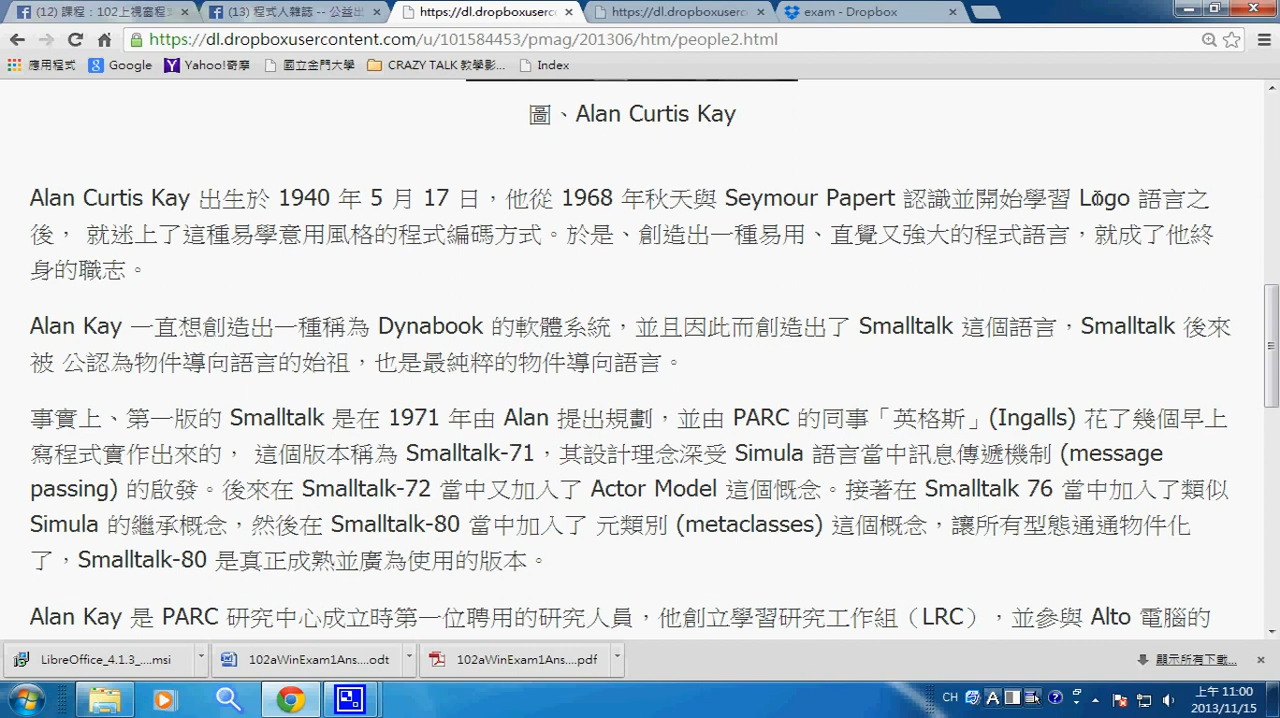 (12) 課程：102上視窗程
(13) 程式人雜誌 -- 公益出
https://dl.dropboxuserco
https://dl.dropboxusercon
exam - Dropbox
https://dl.dropboxusercontent.com/u/101584453/pmag/201306/htm/people2.html
應用程式
Google
Yahoo!奇摩
國立金門大學
CRAZY TALK 教學影...
Index
圖、Alan Curtis Kay
Alan Curtis Kay 出生於 1940 年 5 月 17 日，他從 1968 年秋天與 Seymour Papert 認識並開始學習 Logo 語言之
後， 就迷上了這種易學意用風格的程式編碼方式。於是、創造出一種易用、直覺又強大的程式語言，就成了他終
身的職志。
Alan Kay 一直想創造出一種稱為 Dynabook 的軟體系統，並且因此而創造出了 Smalltalk 這個語言，Smalltalk 後來
被 公認為物件導向語言的始祖，也是最純粹的物件導向語言。
事實上、第一版的 Smalltalk 是在 1971 年由 Alan 提出規劃，並由 PARC 的同事「英格斯」(Ingalls) 花了幾個早上
寫程式實作出來的， 這個版本稱為 Smalltalk-71，其設計理念深受 Simula 語言當中訊息傳遞機制 (message
passing) 的啟發。後來在 Smalltalk-72 當中又加入了 Actor Model 這個慨念。接著在 Smalltalk 76 當中加入了類似
Simula 的繼承概念，然後在 Smalltalk-80 當中加入了 元類別 (metaclasses) 這個概念，讓所有型態通通物件化
了，Smalltalk-80 是真正成熟並廣為使用的版本。
Alan Kay 是 PARC 研究中心成立時第一位聘用的研究人員，他創立學習研究工作組（LRC），並參與 Alto 電腦的
LibreOffice_4.1.3_....msi
102aWinExam1Ans....odt
102aWinExam1Ans....pdf
顯示所有下載...
CH
A
上午 11:00
2013/11/15